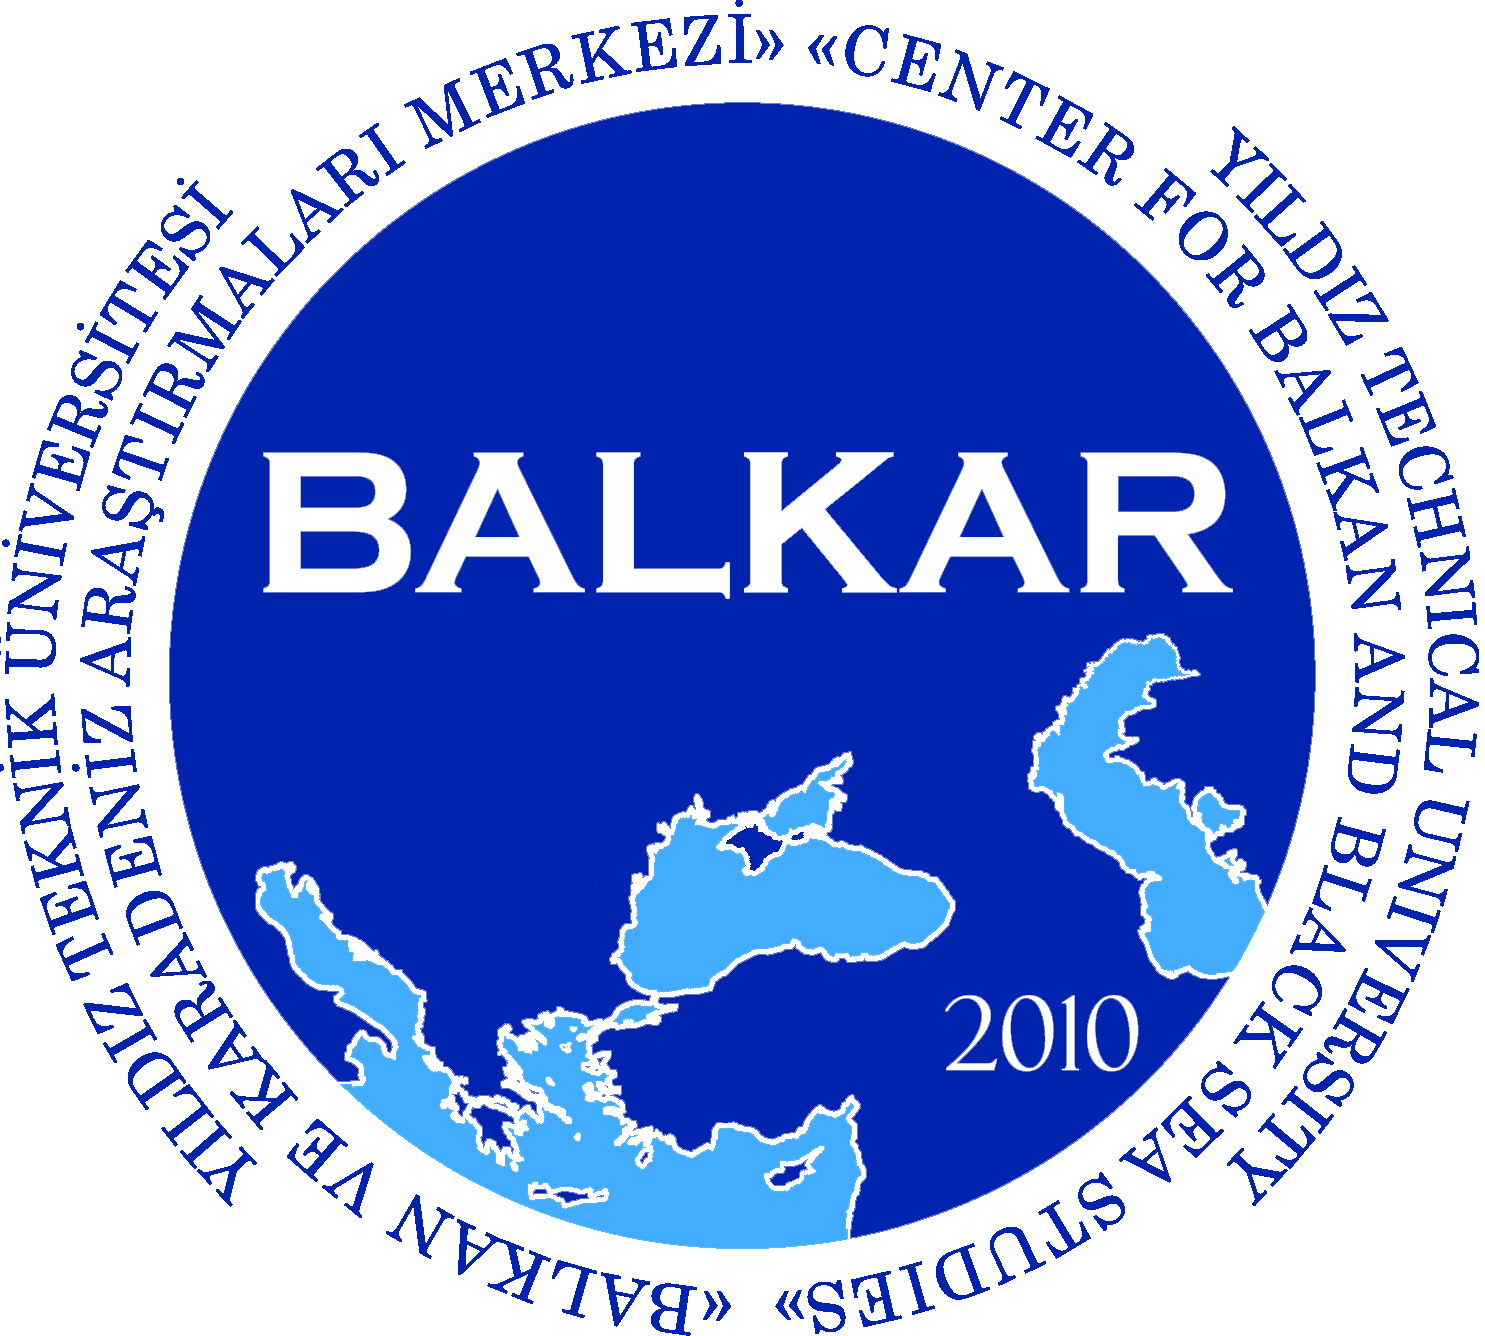 YILDIZ TEKNİK ÜNİVERSİTESİ
«BALKAN VE KARADENİZ ARAŞTIRMALARI MERKEZİ»
«CENTER FOR BALKAN AND BLACK SEA STUDIES»
YILDIZ TECHNICAL UNIVERSITY
BALKAR
2010